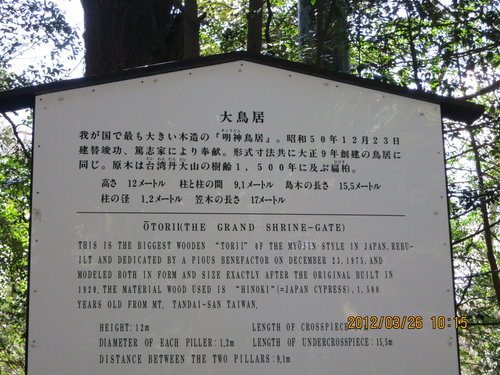 大鳥居
我が国で最も大きい木造の『明神鳥居』。昭和50年12月23日
建替竣功、篤志家により奉献。形式寸法共に大正9年創建の鳥居に
同じ。原木は台湾丹大山の樹齢1,500年に及ぶ扁柏。
高さ 12メートル 柱と柱の間 9,1メートル 島木の長さ 15,5メートル
柱の径 1,2メートル 笠木の長さ 17メートル
ŌTORII(THE GRAND SHRINE-GATE)
THIS IS THE BIGGEST WOODEN "TORII" OF THE MYŌJIN STYLE IN JAPAN,REBU-
ILT AND DEDICATED BY A PIOUS BENEFACTOR ON DECEMBER 23,1975,AND
MODELED BOTH IN FORM AND SIZE EXACTLY AFTER THE ORIGINAL BUILT IN
1920.THE MATERIAL WOOD USED IS "HINOKI"(=JAPAN CYPRESS),1,500
YEARS OLD FROM MT. TANDAI-SAN TAIWAN.
HEIGHT:12m LENGTH OF CROSSPIECE
DIAMETER OF EACH PILLER:1,2m LENGTH OF UNDERCROSSPIECE:15,5m
DISTANCE BETWEEN THE TWO PILLARS:9,1m
2012/03/26 10:15